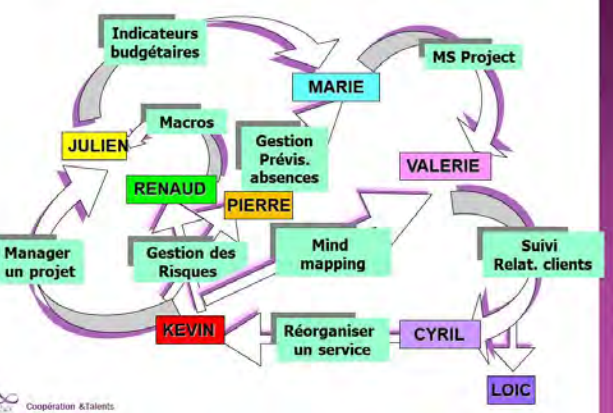 Indicateurs
budgétaires
MS Project
MARIE
Macros
JULIEN
Gestion
Prévis.
absences
VALERIE
RENAUD
PIERRE
Manager
un projet
Gestion des
Risques
Mind
mapping
Suivi
Relat. clients
KEVIN
Réorganiser
un service
CYRIL
LOIC
Coopération &Talents